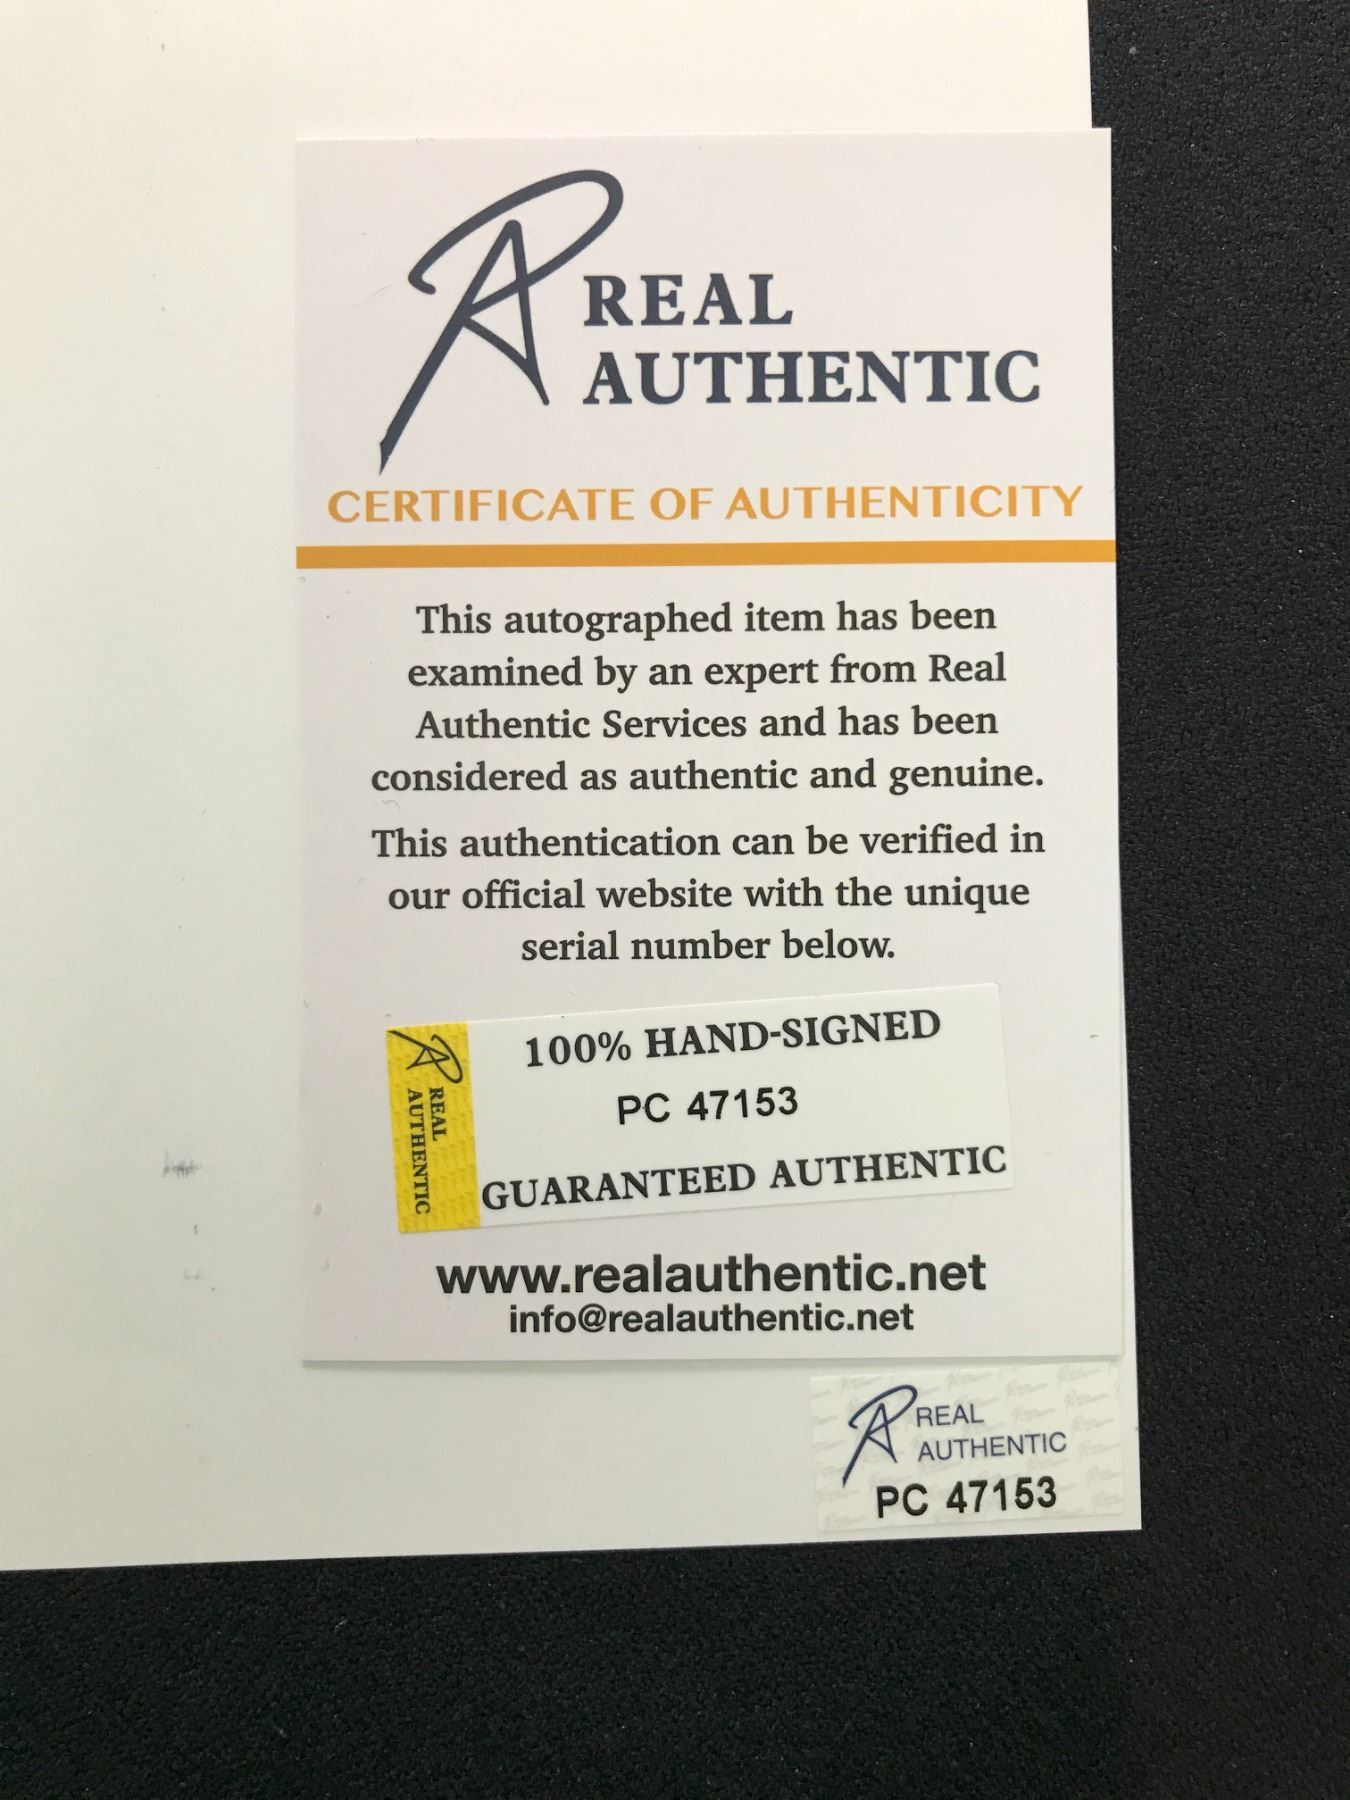 REAL
AUTHENTIC
CERTIFICATE OF AUTHENTICITY
This autographed item has been
examined by an expert from Real
Authentic Services and has been
considered as authentic and genuine.
This authentication can be verified in
our official website with the unique
serial number below.
REAL
AUTHENTIC
100% HAND-SIGNED
PC 47153
GUARANTEED AUTHENTIC
www.realauthentic.net
info@realauthentic.net
REAL
AUTHENTIC
PC 47153